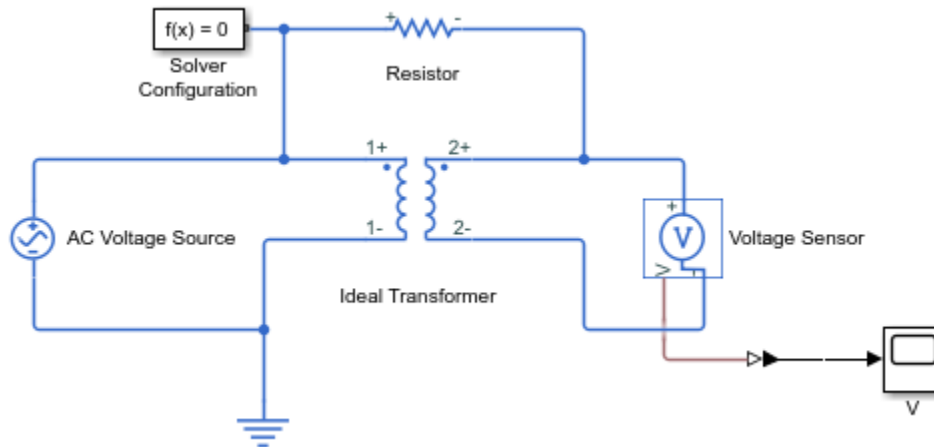 f(x) = 0
Solver
Configuration
+
-
Resistor
1+
2+
AC Voltage Source
+
-
1-
2-
Ideal Transformer
+
V
V
-
Voltage Sensor
V